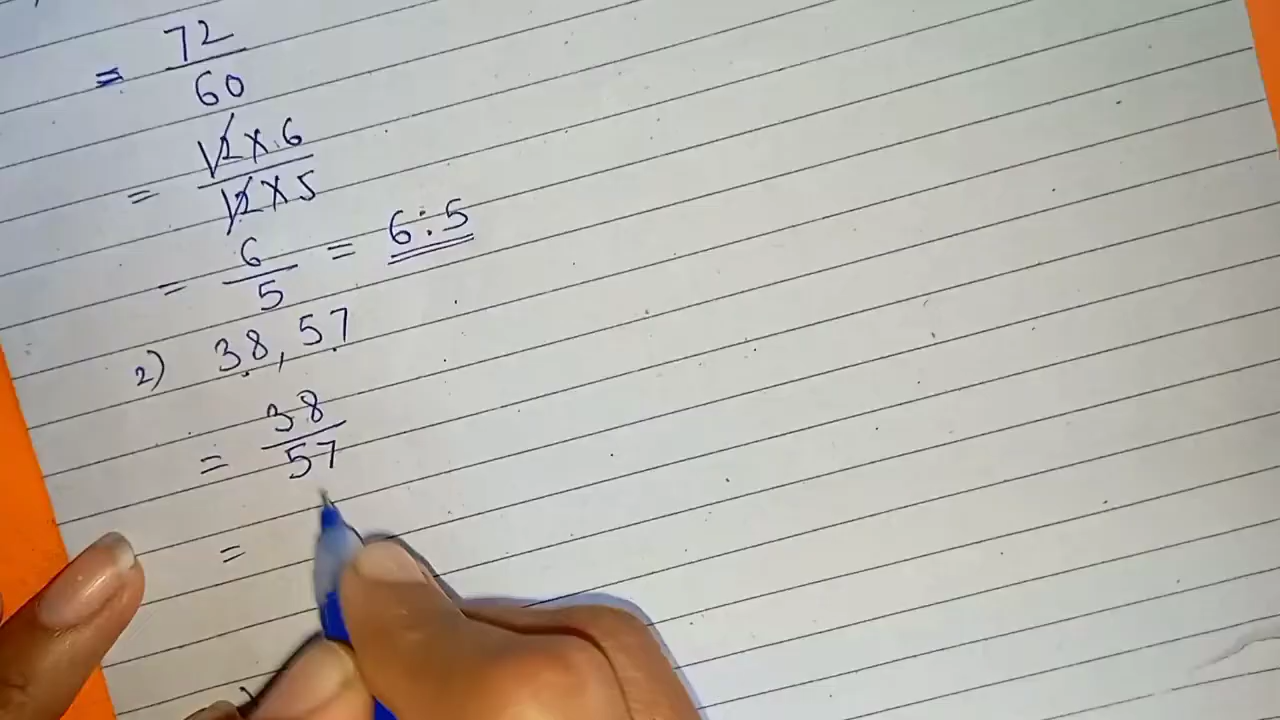 = 72/60
= 12×6/12×5
= 6/5 = 6:5
2) 38, 57
= 38/57
=